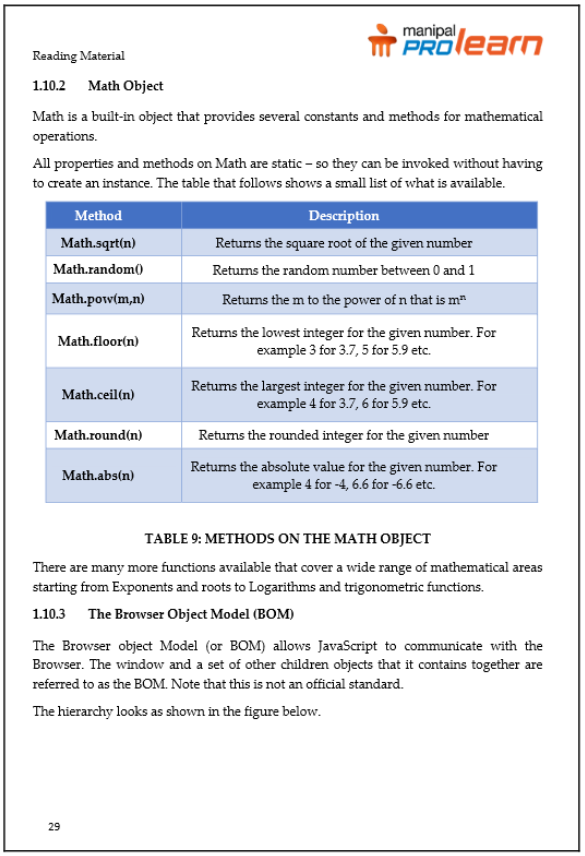 manipal
PROlearn
Reading Material
1.10.2 Math Object
Math is a built-in object that provides several constants and methods for mathematical
operations.
All properties and methods on Math are static – so they can be invoked without having
to create an instance. The table that follows shows a small list of what is available.
Method Description
Math.sqrt(n) Returns the square root of the given number
Math.random() Returns the random number between 0 and 1
Math.pow(m,n) Returns the m to the power of n that is mⁿ
Math.floor(n) Returns the lowest integer for the given number. For
example 3 for 3.7, 5 for 5.9 etc.
Math.ceil(n) Returns the largest integer for the given number. For
example 4 for 3.7, 6 for 5.9 etc.
Math.round(n) Returns the rounded integer for the given number
Math.abs(n) Returns the absolute value for the given number. For
example 4 for -4, 6.6 for -6.6 etc.
TABLE 9: METHODS ON THE MATH OBJECT
There are many more functions available that cover a wide range of mathematical areas
starting from Exponents and roots to Logarithms and trigonometric functions.
1.10.3 The Browser Object Model (BOM)
The Browser object Model (or BOM) allows JavaScript to communicate with the
Browser. The window and a set of other children objects that it contains together are
referred to as the BOM. Note that this is not an official standard.
The hierarchy looks as shown in the figure below.
29